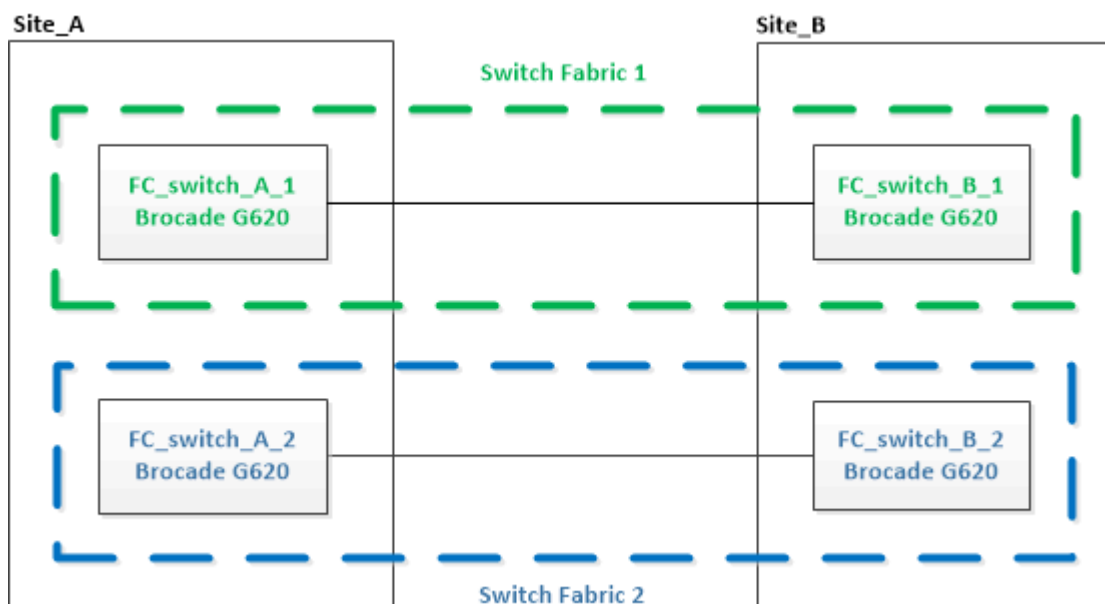 Site_A
Site_B
Switch Fabric 1
FC_switch_A_1
Brocade G620
FC_switch_B_1
Brocade G620
FC_switch_A_2
Brocade G620
FC_switch_B_2
Brocade G620
Switch Fabric 2